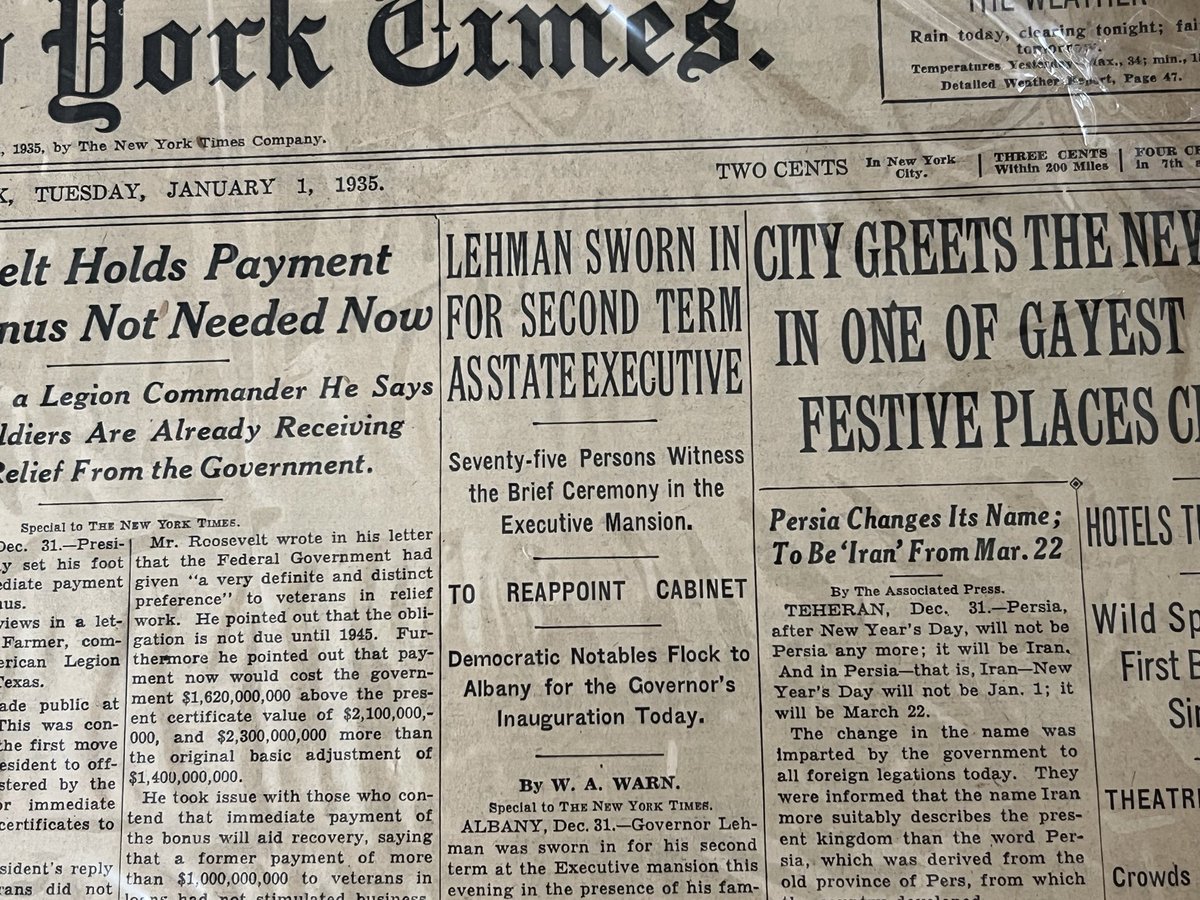 York Times.
THE WEATHER
Rain today, clearing tonight; fai
tomorrow.
Temperatures Yesterday—Max., 34; min., 1
Detailed Weather Report, Page 47.
, 1935, by The New York Times Company.
K, TUESDAY, JANUARY 1, 1935.
TWO CENTS In New York City. | THREE CENTS Within 200 Miles | FOUR CE in 7th a
elt Holds Payment
nus Not Needed Now
a Legion Commander He Says
ldiers Are Already Receiving
Relief From the Government.
Special to THE NEW YORK TIMES.
Dec. 31.—Presi-
ly set his foot
ediate payment
nus.
views in a let-
Farmer, com-
erican Legion
Texas.
ade public at
This was con-
the first move
esident to off-
stered by the
or immediate
certificates to
sident's reply
rans did not
Mr. Roosevelt wrote in his letter
that the Federal Government had
given "a very definite and distinct
preference" to veterans in relief
work. He pointed out that the obli-
gation is not due until 1945. Fur-
thermore he pointed out that pay-
ment now would cost the govern-
ment $1,620,000,000 above the pres-
ent certificate value of $2,100,000,-
000, and $2,300,000,000 more than
the original basic adjustment of
$1,400,000,000.
He took issue with those who con-
tend that immediate payment of
the bonus will aid recovery, saying
that a former payment of more
than $1,000,000,000 to veterans in
had not stimulated business,
LEHMAN SWORN IN
FOR SECOND TERM
AS STATE EXECUTIVE
Seventy-five Persons Witness
the Brief Ceremony in the
Executive Mansion.
TO REAPPOINT CABINET
Democratic Notables Flock to
Albany for the Governor's
Inauguration Today.
By W. A. WARN.
Special to THE NEW YORK TIMES.
ALBANY, Dec. 31.—Governor Leh-
man was sworn in for his second
term at the Executive mansion this
evening in the presence of his fam-
CITY GREETS THE NEW
IN ONE OF GAYEST
FESTIVE PLACES C
Persia Changes Its Name;
To Be 'Iran' From Mar. 22
By The Associated Press.
TEHERAN, Dec. 31.—Persia,
after New Year's Day, will not be
Persia any more; it will be Iran.
And in Persia—that is, Iran—New
Year's Day will not be Jan. 1; it
will be March 22.
The change in the name was
imparted by the government to
all foreign legations today. They
were informed that the name Iran
more suitably describes the pres-
ent kingdom than the word Per-
sia, which was derived from the
old province of Pers, from which
HOTELS T
Wild Sp
First B
Si
THEATR
Crowds